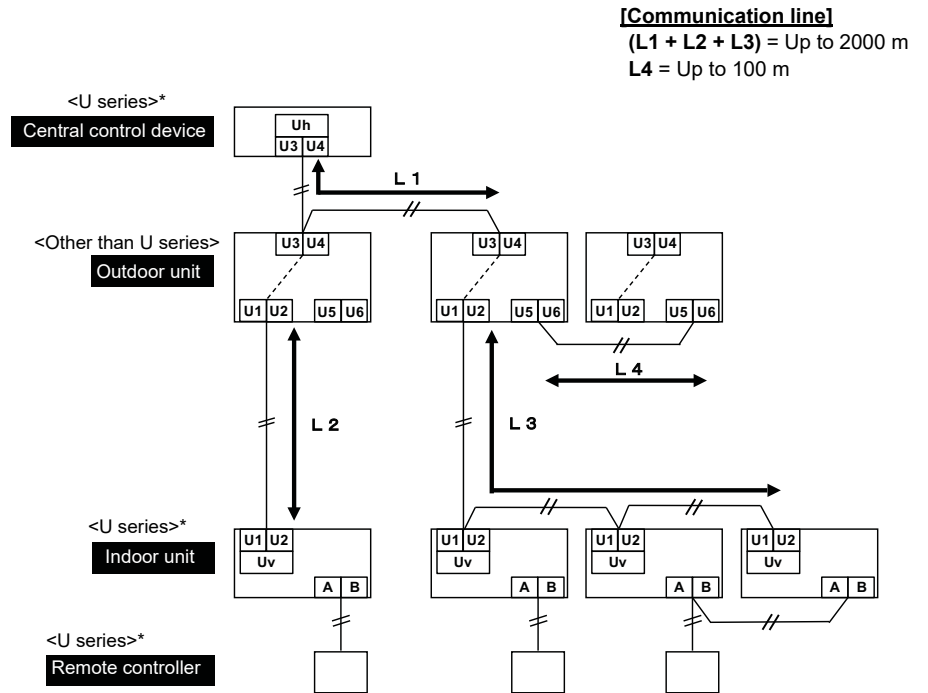 [Communication line]
(L1 + L2 + L3) = Up to 2000 m
L4 = Up to 100 m
<U series>*
Central control device
Uh
U3 U4
L 1
<Other than U series>
Outdoor unit
U3 U4
U3 U4
U3 U4
U1 U2
U5 U6
U1 U2
U5 U6
U1 U2
U5 U6
L 4
L 2
L 3
<U series>*
Indoor unit
U1 U2
Uv
A B
U1 U2
Uv
A B
U1 U2
Uv
A B
U1 U2
Uv
A B
<U series>*
Remote controller